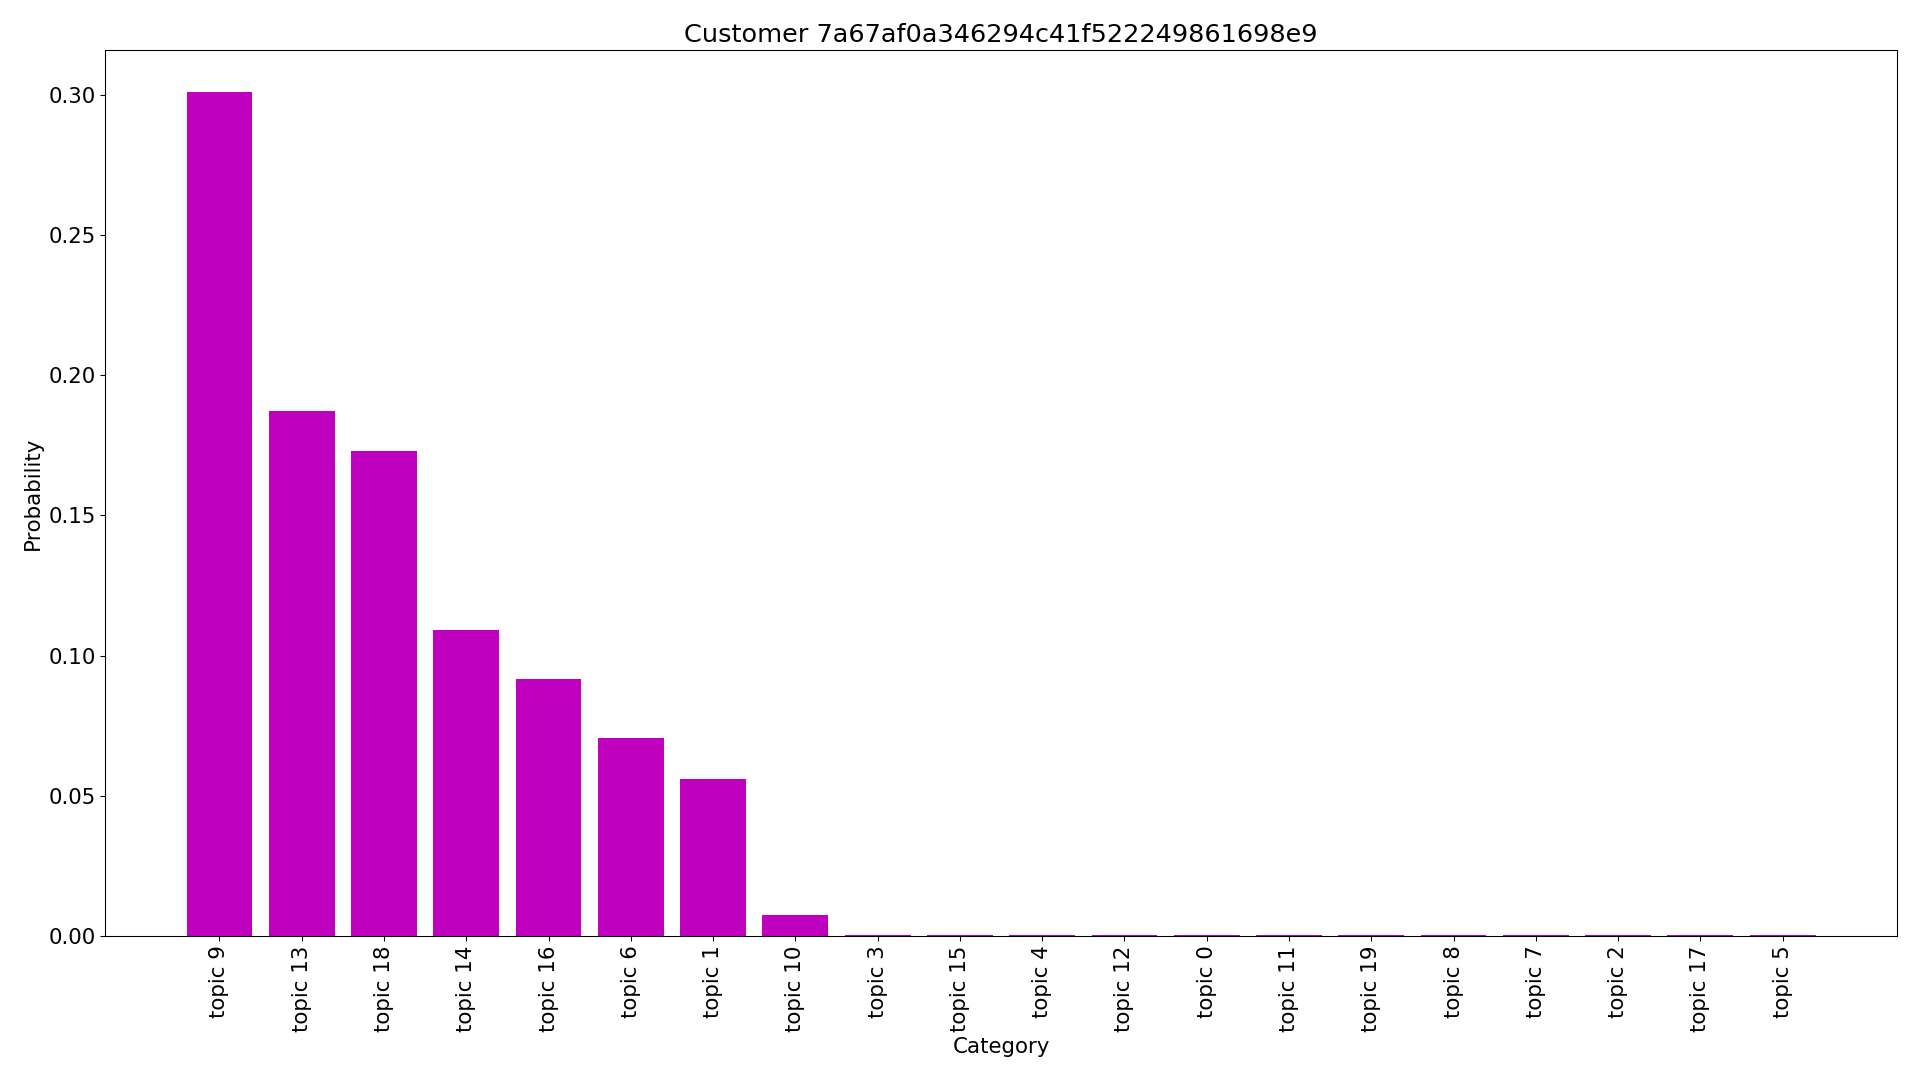 Customer 7a67af0a346294c41f522249861698e9
0.30
0.25
0.20
0.15
0.10
0.05
0.00
Probability
topic 9
topic 13
topic 18
topic 14
topic 16
topic 6
topic 1
topic 10
topic 3
topic 15
topic 4
topic 12
topic 0
topic 11
topic 19
topic 8
topic 7
topic 2
topic 17
topic 5
Category